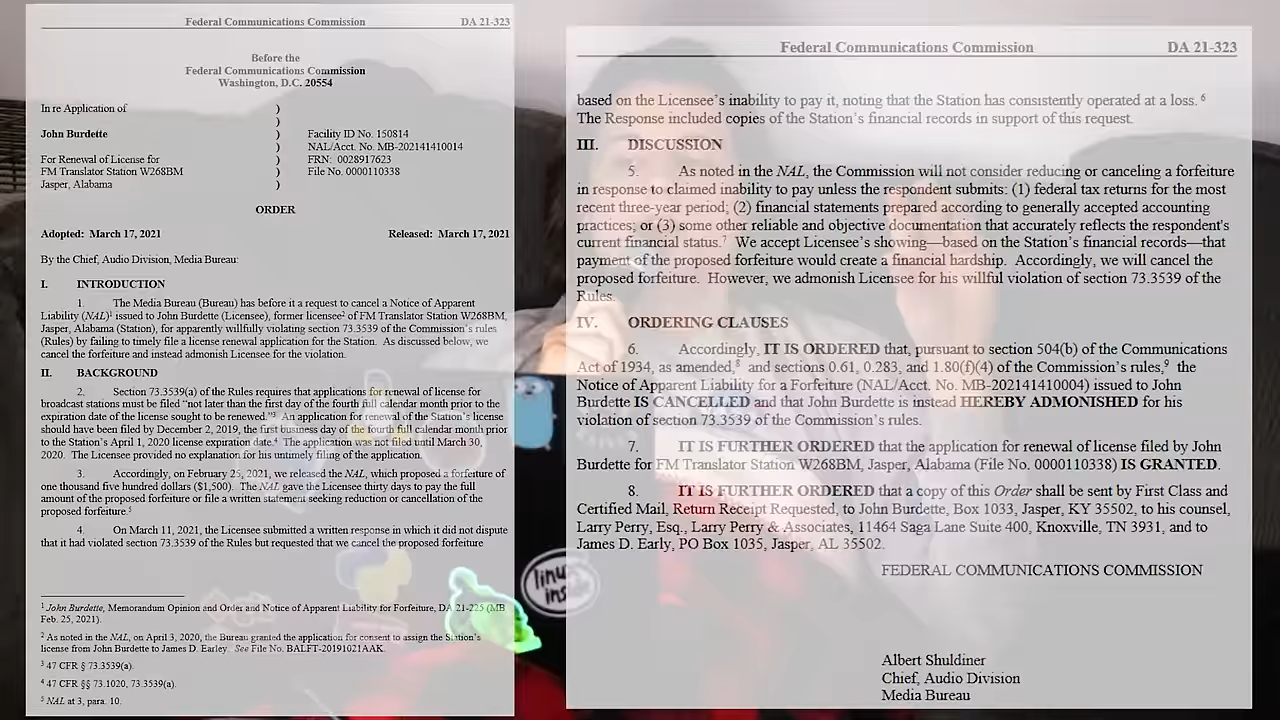 Federal Communications Commission DA 21-323
Before the
Federal Communications Commission
Washington, D.C. 20554
In re Application of )
)
John Burdette ) Facility ID No. 150814
) NAL/Acct. No. MB-202141410014
For Renewal of License for ) FRN: 0028917623
FM Translator Station W268BM ) File No. 0000110338
Jasper, Alabama )
ORDER
Adopted: March 17, 2021 Released: March 17, 2021
By the Chief, Audio Division, Media Bureau:
I. INTRODUCTION
1. The Media Bureau (Bureau) has before it a request to cancel a Notice of Apparent
Liability (NAL)1 issued to John Burdette (Licensee), former licensee2 of FM Translator Station W268BM,
Jasper, Alabama (Station), for apparently willfully violating section 73.3539 of the Commission's rules
(Rules) by failing to timely file a license renewal application for the Station. As discussed below, we
cancel the forfeiture and instead admonish Licensee for the violation.
II. BACKGROUND
2. Section 73.3539(a) of the Rules requires that applications for renewal of license for
broadcast stations must be filed "not later than the first day of the fourth full calendar month prior to the
expiration date of the license sought to be renewed."3 An application for renewal of the Station's license
should have been filed by December 2, 2019, the first business day of the fourth full calendar month prior
to the Station's April 1, 2020 license expiration date.4 The application was not filed until March 30,
2020. The Licensee provided no explanation for his untimely filing of the application.
3. Accordingly, on February 25, 2021, we released the NAL, which proposed a forfeiture of
one thousand five hundred dollars ($1,500). The NAL gave the Licensee thirty days to pay the full
amount of the proposed forfeiture or file a written statement seeking reduction or cancellation of the
proposed forfeiture.5
4. On March 11, 2021, the Licensee submitted a written response in which it did not dispute
that it had violated section 73.3539 of the Rules but requested that we cancel the proposed forfeiture
1 John Burdette, Memorandum Opinion and Order and Notice of Apparent Liability for Forfeiture, DA 21-225 (MB
Feb. 25, 2021).
2 As noted in the NAL, on April 3, 2020, the Bureau granted the application for consent to assign the Station's
license from John Burdette to James D. Earley. See File No. BALFT-20191021AAK.
3 47 CFR § 73.3539(a).
4 47 CFR §§ 73.1020, 73.3539(a).
5 NAL at 3, para. 10.
Federal Communications Commission DA 21-323
based on the Licensee's inability to pay it, noting that the Station has consistently operated at a loss. 6
The Response included copies of the Station's financial records in support of this request.
III. DISCUSSION
5. As noted in the NAL, the Commission will not consider reducing or canceling a forfeiture
in response to claimed inability to pay unless the respondent submits: (1) federal tax returns for the most
recent three-year period; (2) financial statements prepared according to generally accepted accounting
practices; or (3) some other reliable and objective documentation that accurately reflects the respondent's
current financial status.7 We accept Licensee's showing—based on the Station's financial records—that
payment of the proposed forfeiture would create a financial hardship. Accordingly, we will cancel the
proposed forfeiture. However, we admonish Licensee for his willful violation of section 73.3539 of the
Rules.
IV. ORDERING CLAUSES
6. Accordingly, IT IS ORDERED that, pursuant to section 504(b) of the Communications
Act of 1934, as amended,8 and sections 0.61, 0.283, and 1.80(f)(4) of the Commission's rules,9 the
Notice of Apparent Liability for a Forfeiture (NAL/Acct. No. MB-202141410004) issued to John
Burdette IS CANCELLED and that John Burdette is instead HEREBY ADMONISHED for his
violation of section 73.3539 of the Commission's rules.
7. IT IS FURTHER ORDERED that the application for renewal of license filed by John
Burdette for FM Translator Station W268BM, Jasper, Alabama (File No. 0000110338) IS GRANTED.
8. IT IS FURTHER ORDERED that a copy of this Order shall be sent by First Class and
Certified Mail, Return Receipt Requested, to John Burdette, Box 1033, Jasper, KY 35502, to his counsel,
Larry Perry, Esq., Larry Perry & Associates, 11464 Saga Lane Suite 400, Knoxville, TN 3931, and to
James D. Early, PO Box 1035, Jasper, AL 35502.
FEDERAL COMMUNICATIONS COMMISSION
Albert Shuldiner
Chief, Audio Division
Media Bureau